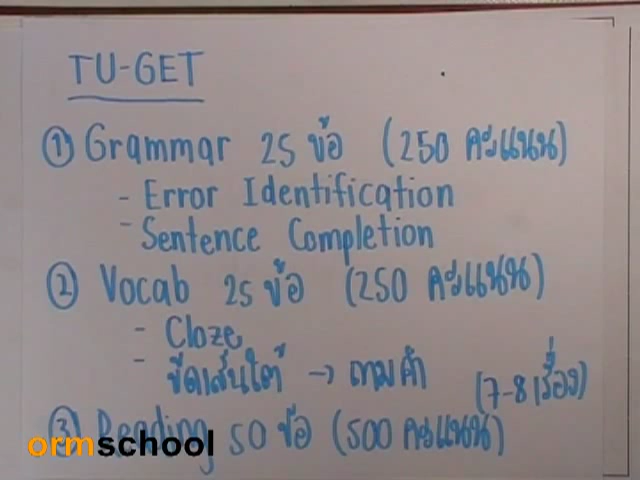 TU-GET
① Grammar 25 ข้อ (250 คะแนน)
- Error Identification
- Sentence Completion
② Vocab 25 ข้อ (250 คะแนน)
- Cloze
- ขีดเส้นใต้ → ถามคำ
(7-8 เรื่อง)
③ Reading 50 ข้อ (500 คะแนน)
ormschool